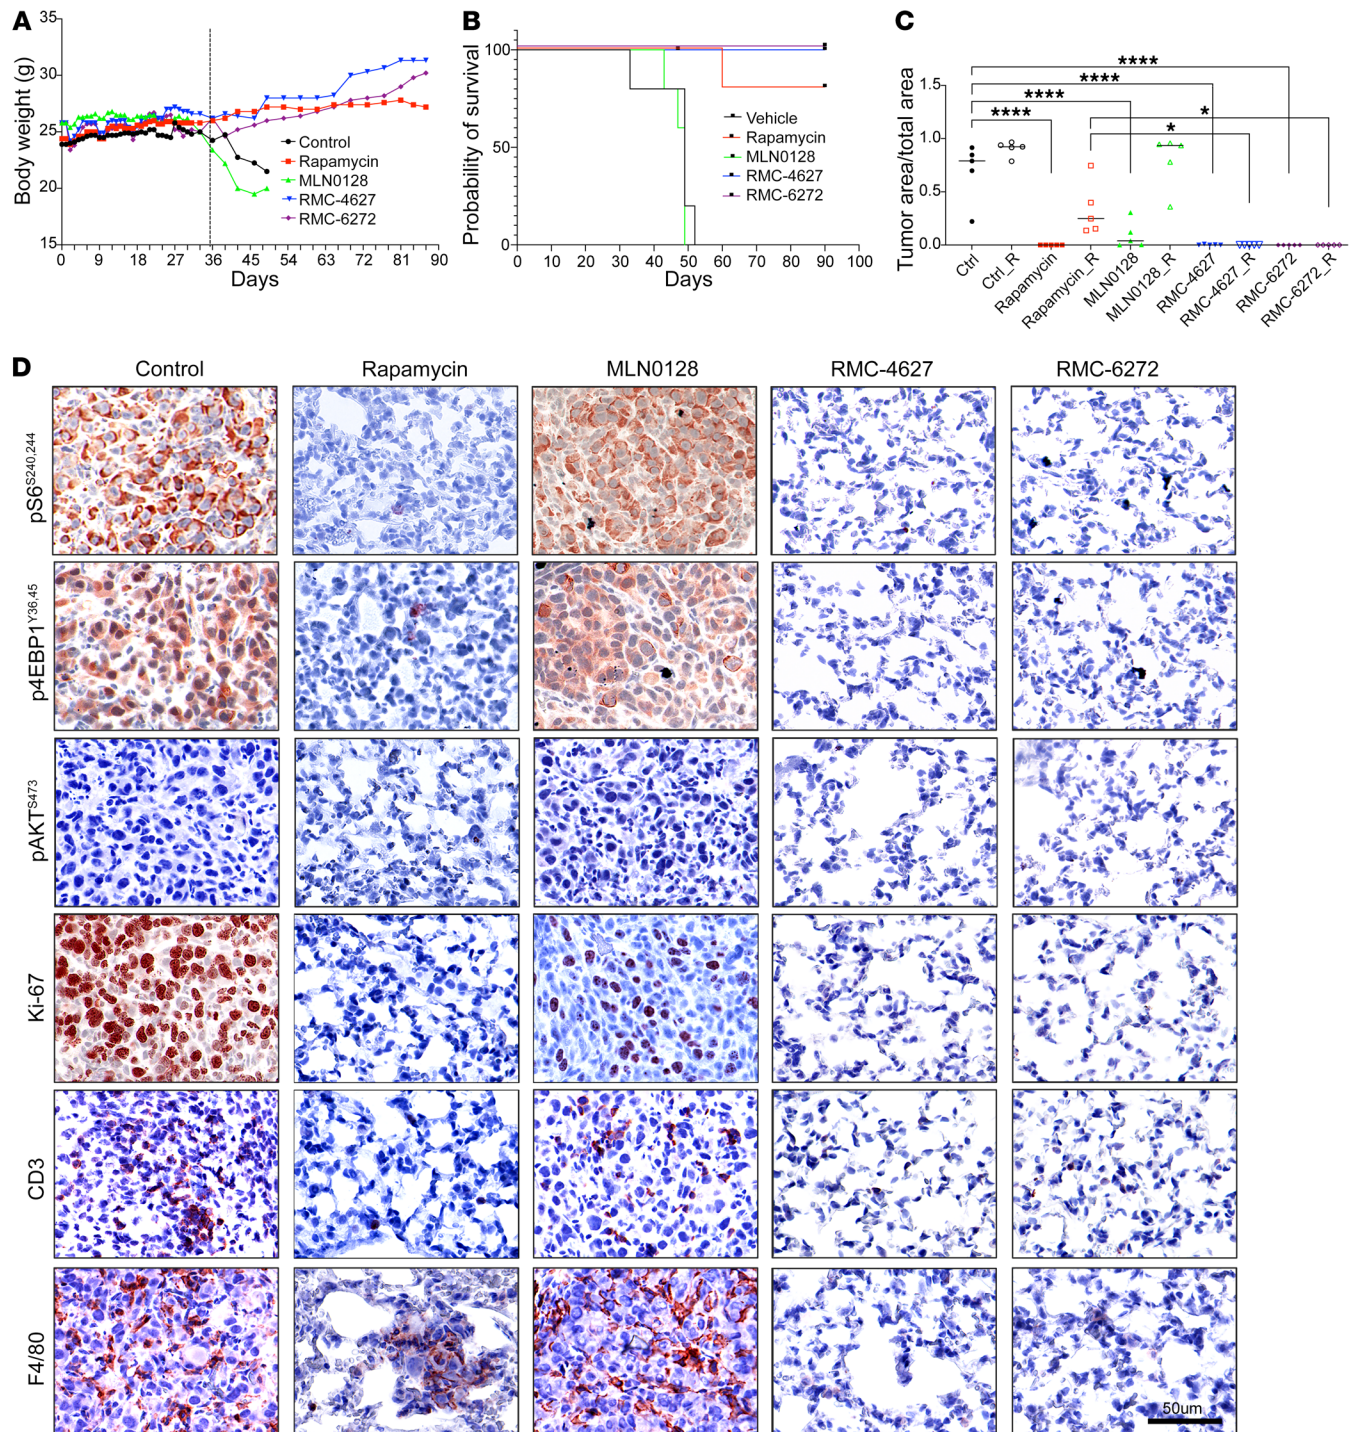 A
Body weight (g)
35
30
25
20
15
0 9 18 27 36 48 54 63 72 81 90
Days
Control
Rapamycin
MLN0128
RMC-4627
RMC-6272
B
Probability of survival
100
50
0
0 10 20 30 40 50 60 70 80 90 100
Days
Vehicle
Rapamycin
MLN0128
RMC-4627
RMC-6272
C
Tumor area/total area
1.5
1.0
0.5
0.0
****
****
****
****
*
*
Ctrl
Ctrl_R
Rapamycin
Rapamycin_R
MLN0128
MLN0128_R
RMC-4627
RMC-4627_R
RMC-6272
RMC-6272_R
D
Control Rapamycin MLN0128 RMC-4627 RMC-6272
pS6S240,244
p4EBP1Y36,45
pAKTS473
Ki-67
CD3
F4/80
50um